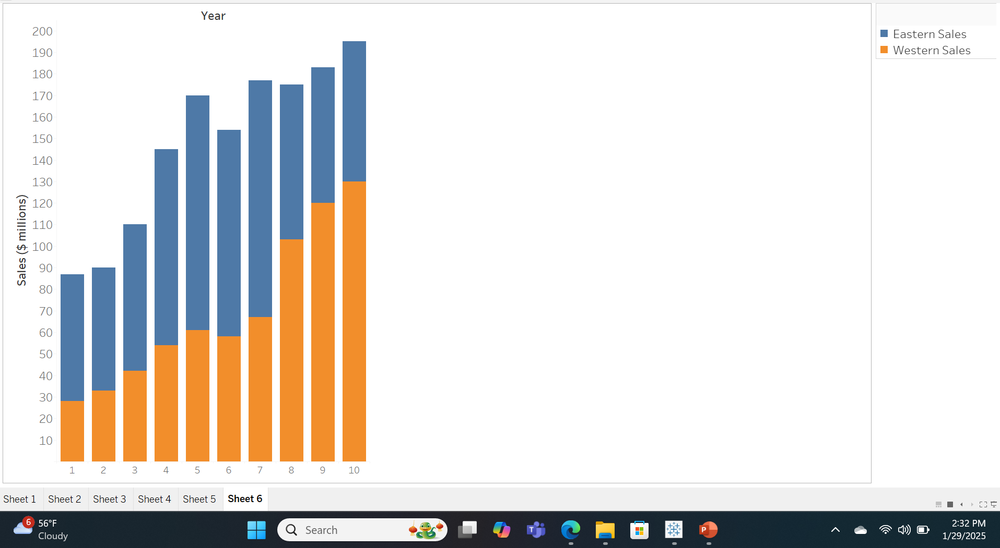 Year
200
190
180
170
160
150
140
130
120
110
100
90
80
70
60
50
40
30
20
10
Sales ($ millions)
1 2 3 4 5 6 7 8 9 10
Eastern Sales
Western Sales
Sheet 1 Sheet 2 Sheet 3 Sheet 4 Sheet 5 Sheet 6
6
56°F
Cloudy
Search
T
P
2:32 PM
1/29/2025